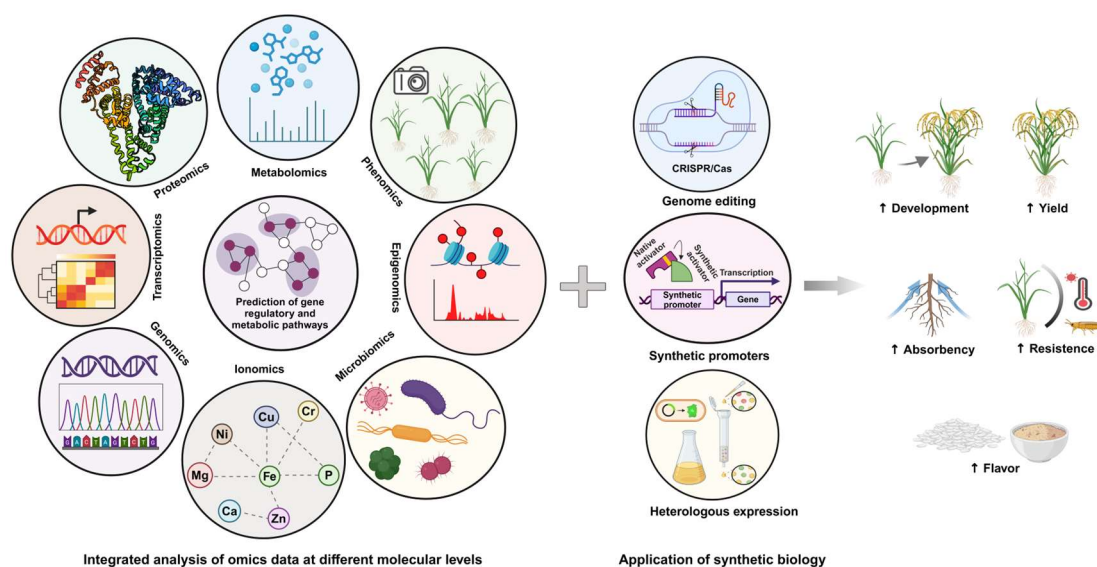 Proteomics
Metabolomics
Phenomics
Transcriptomics
Prediction of gene
regulatory and
metabolic pathways
Epigenomics
Genomics
G A C T A G T C T G
Ionomics
Cu
Cr
Ni
Mg
Fe
P
Ca
Zn
Microbiomics
Integrated analysis of omics data at different molecular levels
CRISPR/Cas
Genome editing
Native
activator
Synthetic
activator
Transcription
Synthetic
promoter
Gene
Synthetic promoters
Heterologous expression
Application of synthetic biology
↑ Development
↑ Yield
↑ Absorbency
↑ Resistence
↑ Flavor